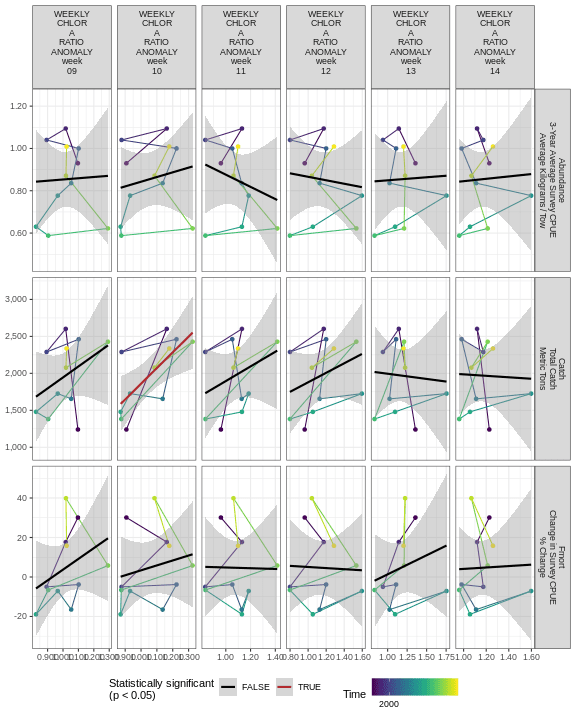 WEEKLY
CHLOR
A
RATIO
ANOMALY
week
09
WEEKLY
CHLOR
A
RATIO
ANOMALY
week
10
WEEKLY
CHLOR
A
RATIO
ANOMALY
week
11
WEEKLY
CHLOR
A
RATIO
ANOMALY
week
12
WEEKLY
CHLOR
A
RATIO
ANOMALY
week
13
WEEKLY
CHLOR
A
RATIO
ANOMALY
week
14
1.20
1.00
0.80
0.60
Abundance
3-Year Average Survey CPUE
Average Kilograms/Tow
3,000
2,500
2,000
1,500
1,000
Catch
Total Catch
Metric Tons
40
20
0
-20
Fmort
Change in Survey CPUE
% Change
1.00 1.20 1.40
0.80 1.00 1.20 1.40 1.60
1.00 1.25 1.50 1.75
1.00 1.20 1.40 1.60
Statistically significant
(p < 0.05)
FALSE
TRUE
Time
2000